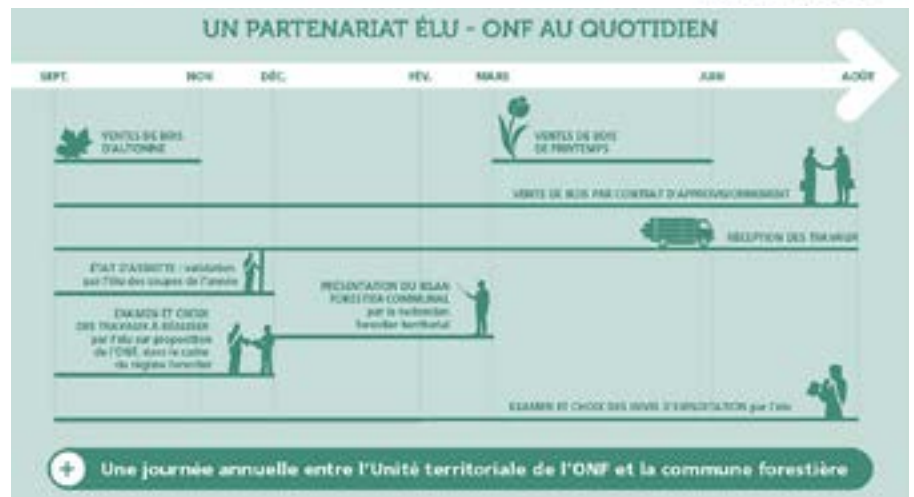 UN PARTENARIAT ÉLU - ONF AU QUOTIDIEN
SEPT.
NOV
DÉC.
FÉV.
MARS
JUIN
AOÛT
VENTES DE BOIS
D'AUTOMNE
VENTES DE BOIS
DE PRINTEMPS
VENTE DE BOIS PAR CONTRAT D'APPROVISIONNEMENT
RÉCEPTION DES TRAVAUX
ÉTAT D'ASSIETTE : validation
par l'élu des coupes de l'année
PRÉSENTATION DU BILAN
FORESTIER COMMUNAL
par le technicien
forestier territorial
EXAMEN ET CHOIX
DES TRAVAUX À RÉALISER
par l'élu sur proposition
de l'ONF, dans le cadre
du régime forestier
EXAMEN ET CHOIX DES DEVIS D'EXPLOITATION par l'élu
+ Une journée annuelle entre l'Unité territoriale de l'ONF et la commune forestière